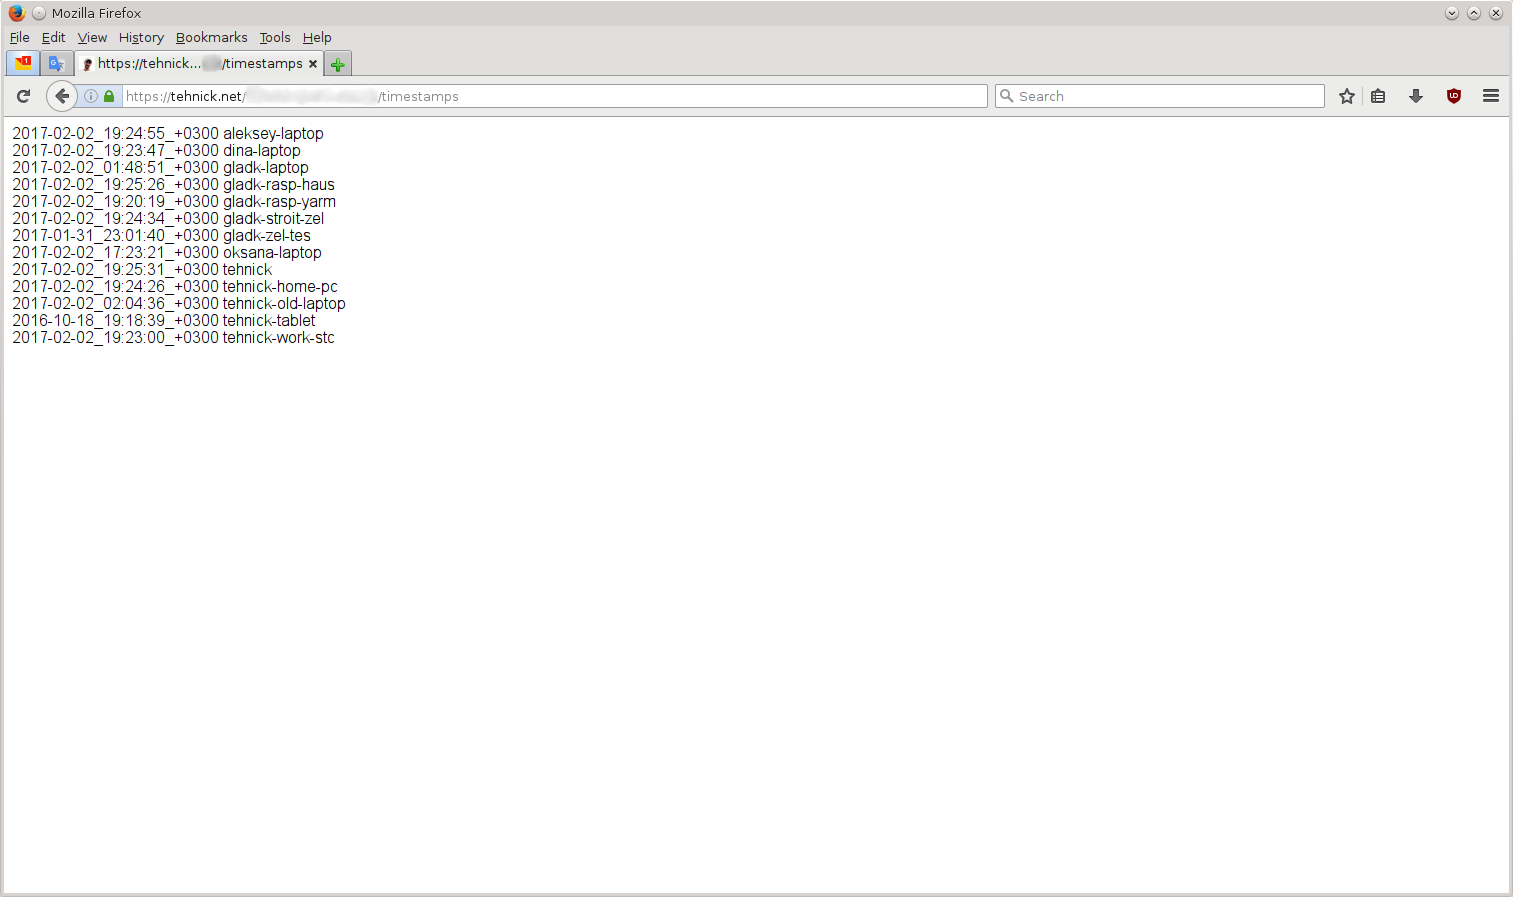 Mozilla Firefox
File Edit View History Bookmarks Tools Help
1 G https://tehnick... /timestamps
https://tehnick.net/ /timestamps Search
2017-02-02_19:24:55_+0300 aleksey-laptop
2017-02-02_19:23:47_+0300 dina-laptop
2017-02-02_01:48:51_+0300 gladk-laptop
2017-02-02_19:25:26_+0300 gladk-rasp-haus
2017-02-02_19:20:19_+0300 gladk-rasp-yarm
2017-02-02_19:24:34_+0300 gladk-stroit-zel
2017-01-31_23:01:40_+0300 gladk-zel-tes
2017-02-02_17:23:21_+0300 oksana-laptop
2017-02-02_19:25:31_+0300 tehnick
2017-02-02_19:24:26_+0300 tehnick-home-pc
2017-02-02_02:04:36_+0300 tehnick-old-laptop
2016-10-18_19:18:39_+0300 tehnick-tablet
2017-02-02_19:23:00_+0300 tehnick-work-stc